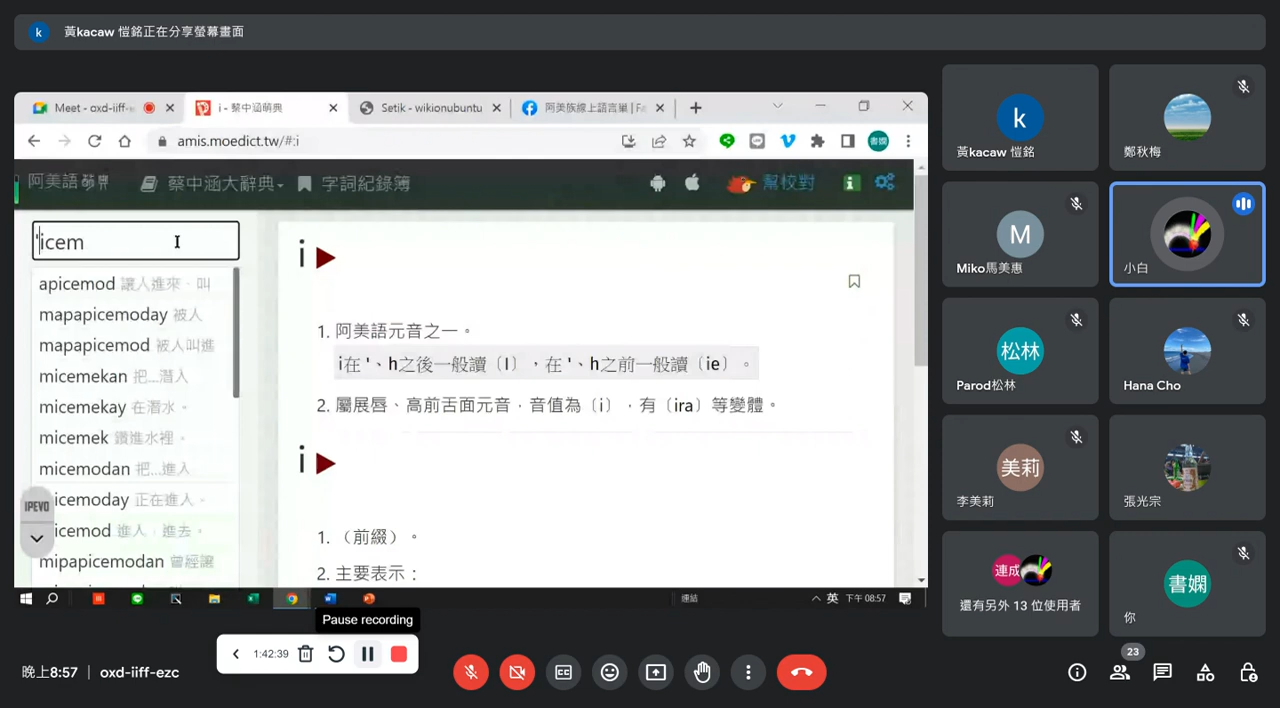 k 黃kacaw 愷銘正在分享螢幕畫面
Meet - oxd-iiff-
i - 蔡中涵萌典
Setik - wikionubuntu
阿美族線上語言巢 | Fa
amis.moedict.tw/#:i
書嫻
阿美語萌典
蔡中涵大辭典
字詞紀錄簿
幫校對
'icem
apicemod 讓人進來、叫
mapapicemoday 被人
mapapicemod 被人叫進
micemekan 把...潛入
micemekay 在潛水。
micemek 鑽進水裡。
micemodan 把...進入
icemoday 正在進入。
icemod 進入，進去。
mipapicemodan 曾經讓
IPEVO
i
1. 阿美語元音之一。
i在 '、h之後一般讀〔I〕，在 '、h之前一般讀〔ie〕。
2. 屬展唇、高前舌面元音，音值為〔i〕，有〔ira〕等變體。
i
1. （前綴）。
2. 主要表示：
連結
英 下午 08:57
Pause recording
1:42:39
晚上8:57 | oxd-iiff-ezc
k
黃kacaw 愷銘
鄭秋梅
M
Miko馬美惠
小白
松林
Parod松林
Hana Cho
美莉
李美莉
張光宗
連成
還有另外 13 位使用者
書嫻
你
23